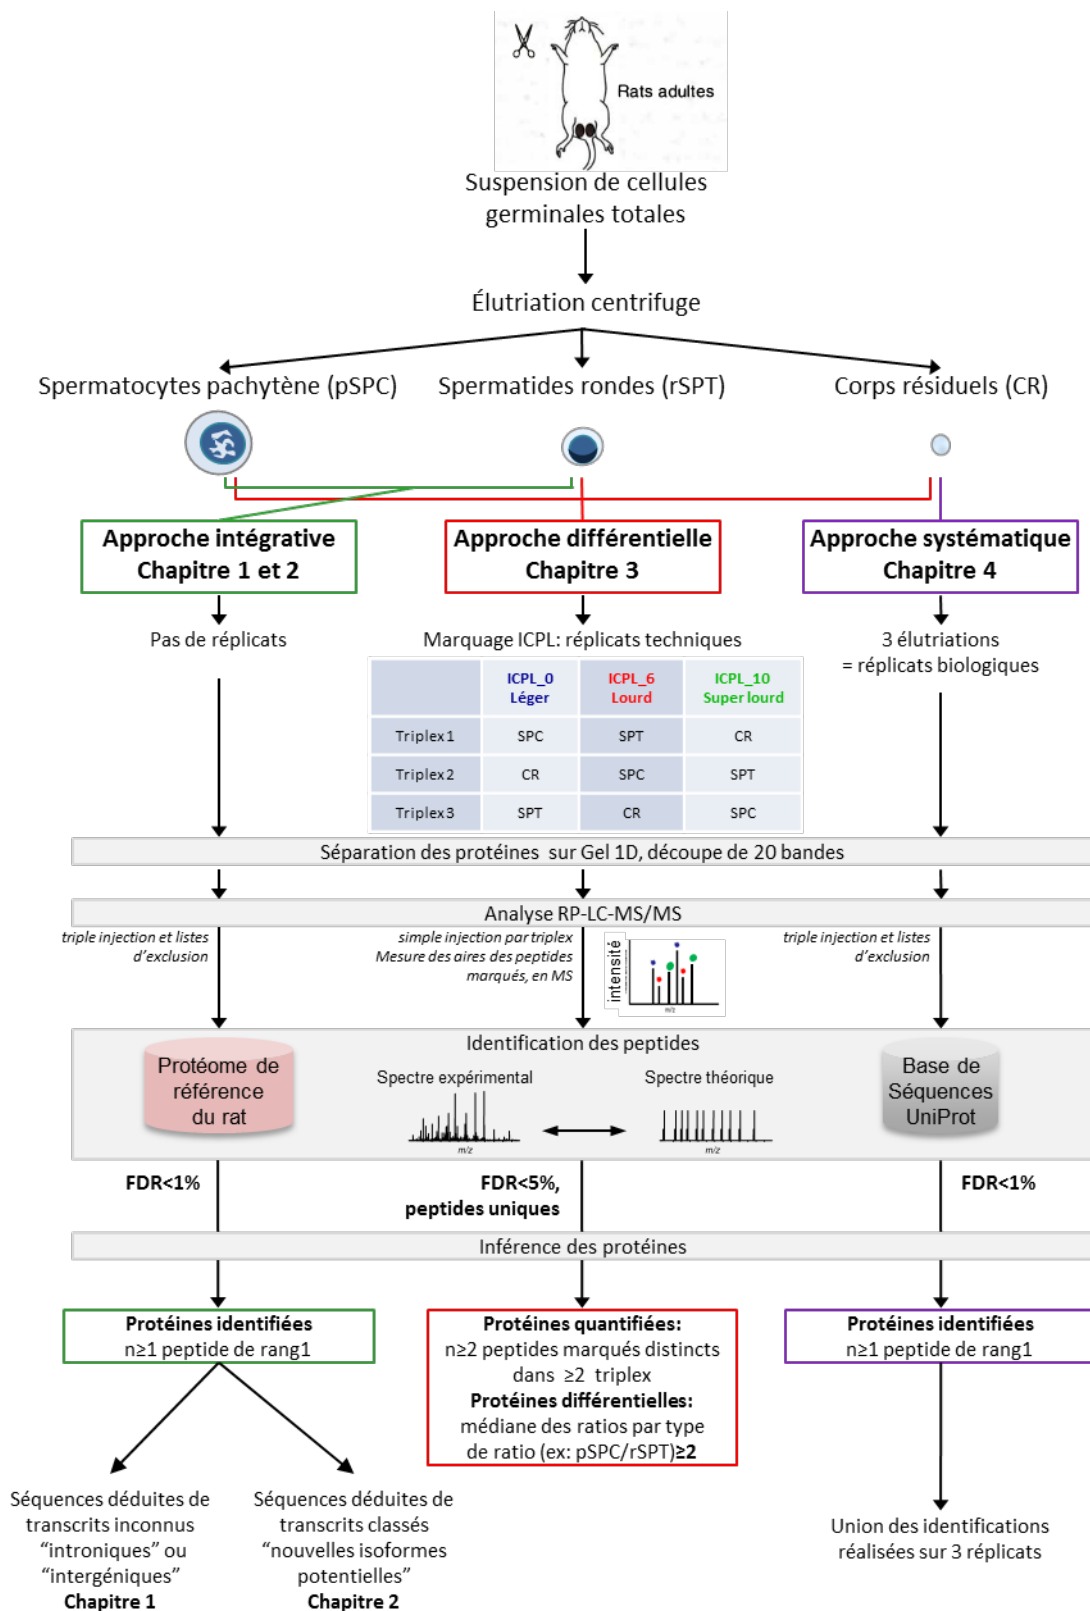 Rats adultes
Suspension de cellules
germinales totales
Élutriation centrifuge
Spermatocytes pachytène (pSPC)
Spermatides rondes (rSPT)
Corps résiduels (CR)
Approche intégrative
Chapitre 1 et 2
Approche différentielle
Chapitre 3
Approche systématique
Chapitre 4
Pas de réplicats
Marquage ICPL: réplicats techniques
3 élutriations
= réplicats biologiques
ICPL_0
Léger
ICPL_6
Lourd
ICPL_10
Super lourd
Triplex1 SPC SPT CR
Triplex2 CR SPC SPT
Triplex3 SPT CR SPC
Séparation des protéines sur Gel 1D, découpe de 20 bandes
Analyse RP-LC-MS/MS
triple injection et listes
d’exclusion
simple injection par triplex
Mesure des aires des peptides
marqués, en MS
intensité
m/z
triple injection et listes
d’exclusion
Identification des peptides
Protéome de
référence
du rat
Spectre expérimental
m/z
Spectre théorique
m/z
Base de
Séquences
UniProt
FDR<1%
FDR<5%,
peptides uniques
FDR<1%
Inférence des protéines
Protéines identifiées
n≥1 peptide de rang1
Protéines quantifiées:
n≥2 peptides marqués distincts
dans ≥2 triplex
Protéines différentielles:
médiane des ratios par type
de ratio (ex: pSPC/rSPT)≥2
Protéines identifiées
n≥1 peptide de rang1
Séquences déduites de
transcrits inconnus
“introniques” ou
“intergéniques”
Chapitre 1
Séquences déduites de
transcrits classés
“nouvelles isoformes
potentielles”
Chapitre 2
Union des identifications
réalisées sur 3 réplicats